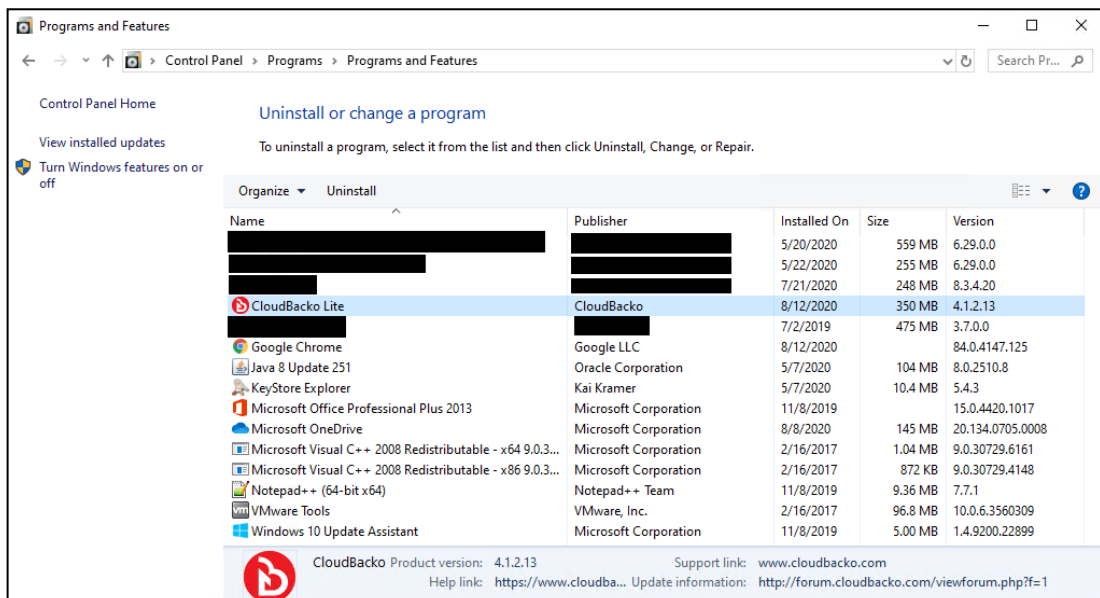 Programs and Features
Control Panel > Programs > Programs and Features
Search Pr...
Control Panel Home
View installed updates
Turn Windows features on or
off
Uninstall or change a program
To uninstall a program, select it from the list and then click Uninstall, Change, or Repair.
Organize Uninstall
Name Publisher Installed On Size Version
5/20/2020 559 MB 6.29.0.0
5/22/2020 255 MB 6.29.0.0
7/21/2020 248 MB 8.3.4.20
CloudBacko Lite CloudBacko 8/12/2020 350 MB 4.1.2.13
7/2/2019 475 MB 3.7.0.0
Google Chrome Google LLC 8/12/2020 84.0.4147.125
Java 8 Update 251 Oracle Corporation 5/7/2020 104 MB 8.0.2510.8
KeyStore Explorer Kai Kramer 5/7/2020 10.4 MB 5.4.3
Microsoft Office Professional Plus 2013 Microsoft Corporation 11/8/2019 15.0.4420.1017
Microsoft OneDrive Microsoft Corporation 8/8/2020 145 MB 20.134.0705.0008
Microsoft Visual C++ 2008 Redistributable - x64 9.0.3... Microsoft Corporation 2/16/2017 1.04 MB 9.0.30729.6161
Microsoft Visual C++ 2008 Redistributable - x86 9.0.3... Microsoft Corporation 2/16/2017 872 KB 9.0.30729.4148
Notepad++ (64-bit x64) Notepad++ Team 11/8/2019 9.36 MB 7.7.1
VMware Tools VMware, Inc. 2/16/2017 96.8 MB 10.0.6.3560309
Windows 10 Update Assistant Microsoft Corporation 11/8/2019 5.00 MB 1.4.9200.22899
CloudBacko Product version: 4.1.2.13 Support link: www.cloudbacko.com
Help link: https://www.cloudba... Update information: http://forum.cloudbacko.com/viewforum.php?f=1